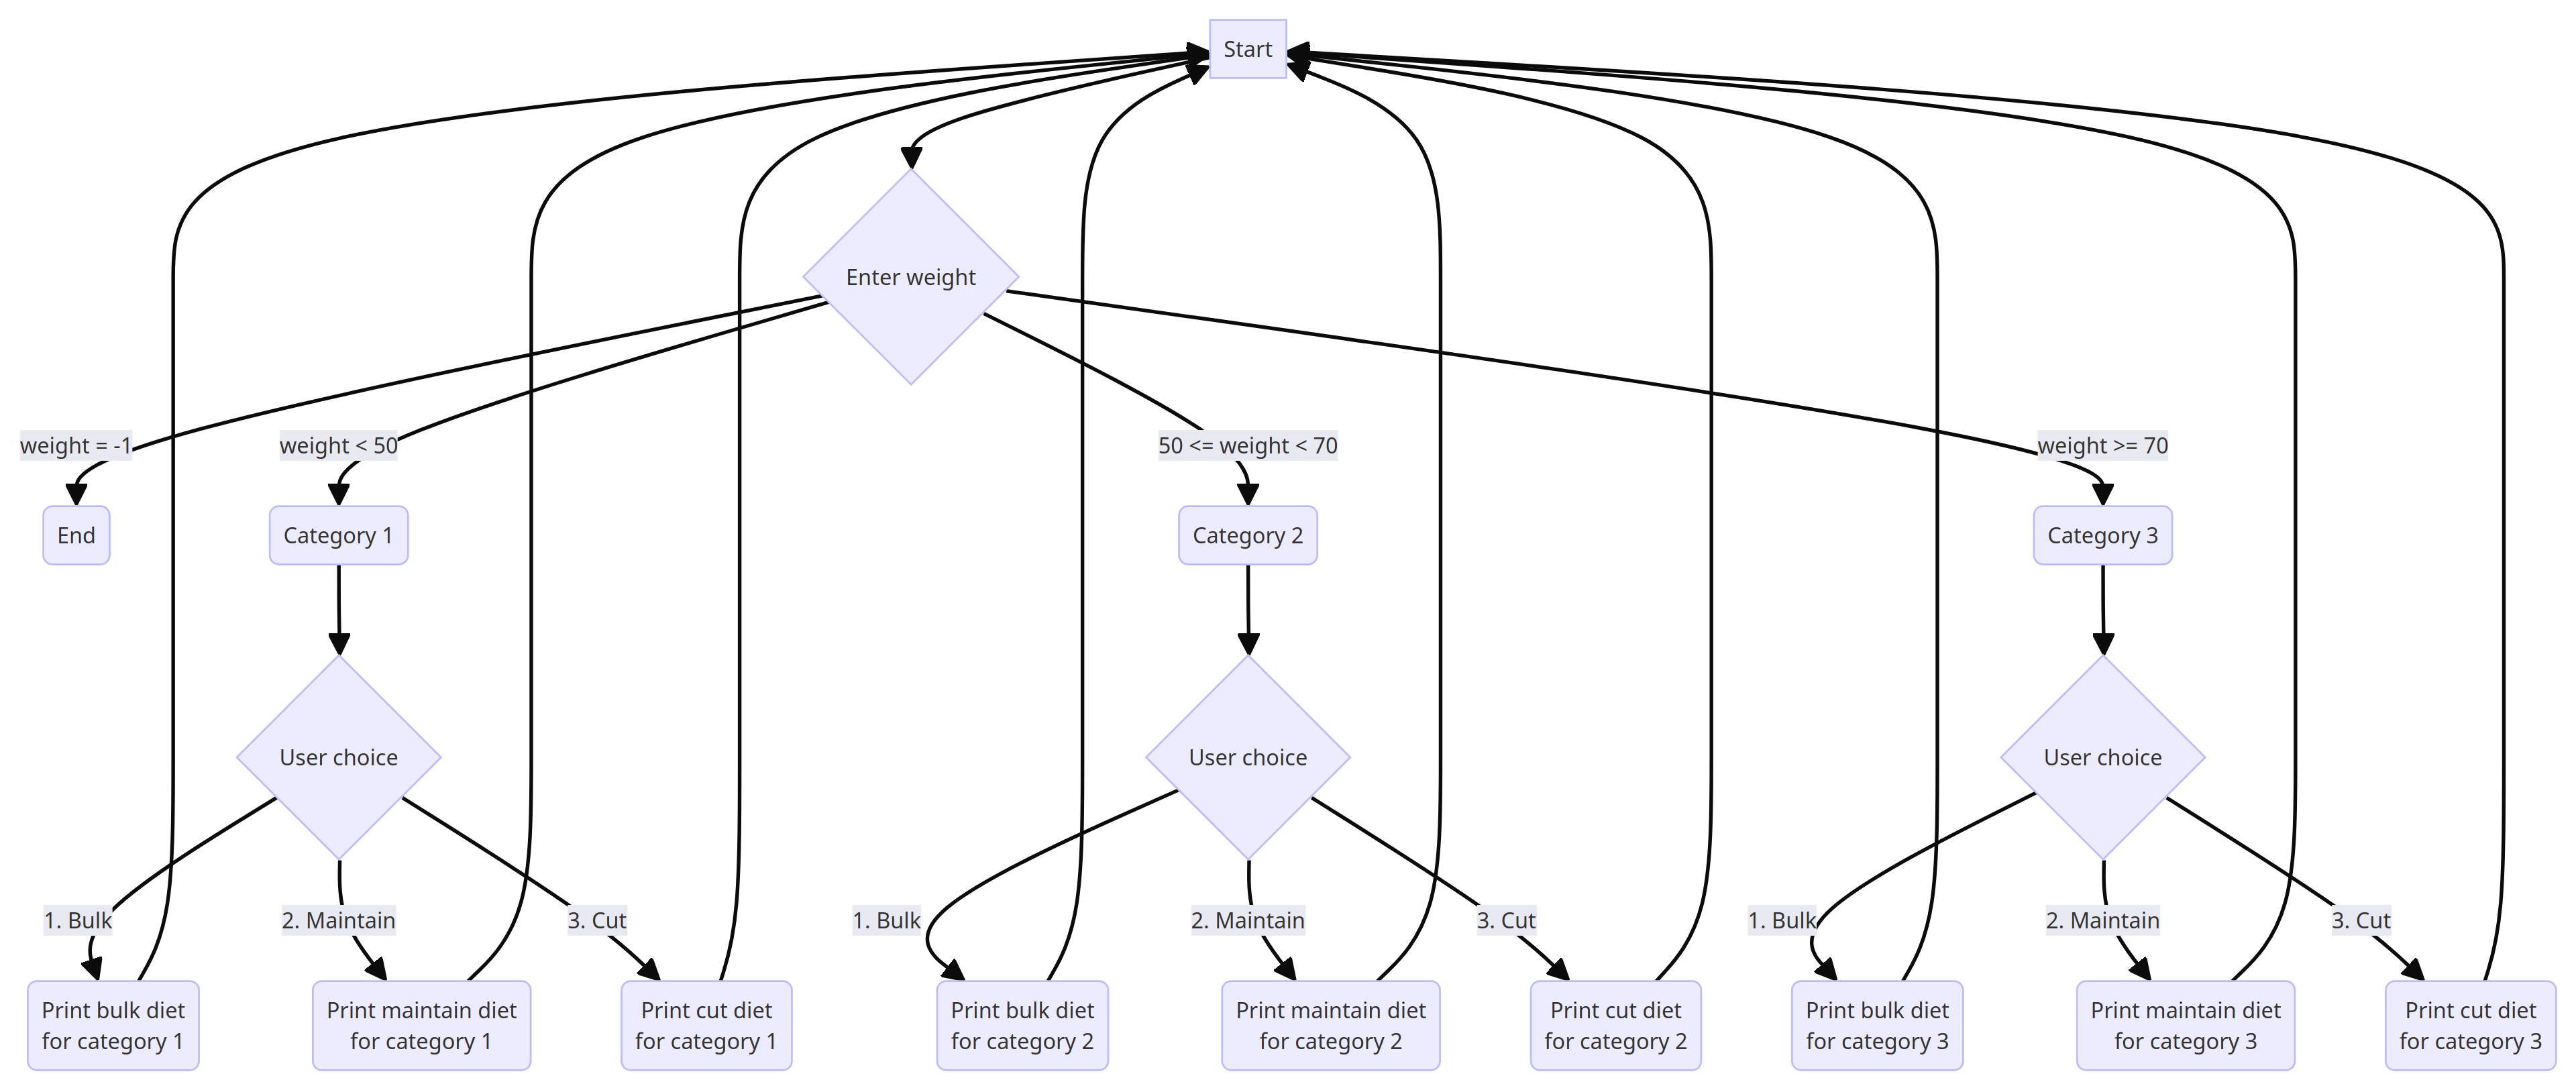 Start
Enter weight
weight = -1
weight < 50
50 <= weight < 70
weight >= 70
End
Category 1
Category 2
Category 3
User choice
User choice
User choice
1. Bulk
2. Maintain
3. Cut
1. Bulk
2. Maintain
3. Cut
1. Bulk
2. Maintain
3. Cut
Print bulk diet
for category 1
Print maintain diet
for category 1
Print cut diet
for category 1
Print bulk diet
for category 2
Print maintain diet
for category 2
Print cut diet
for category 2
Print bulk diet
for category 3
Print maintain diet
for category 3
Print cut diet
for category 3